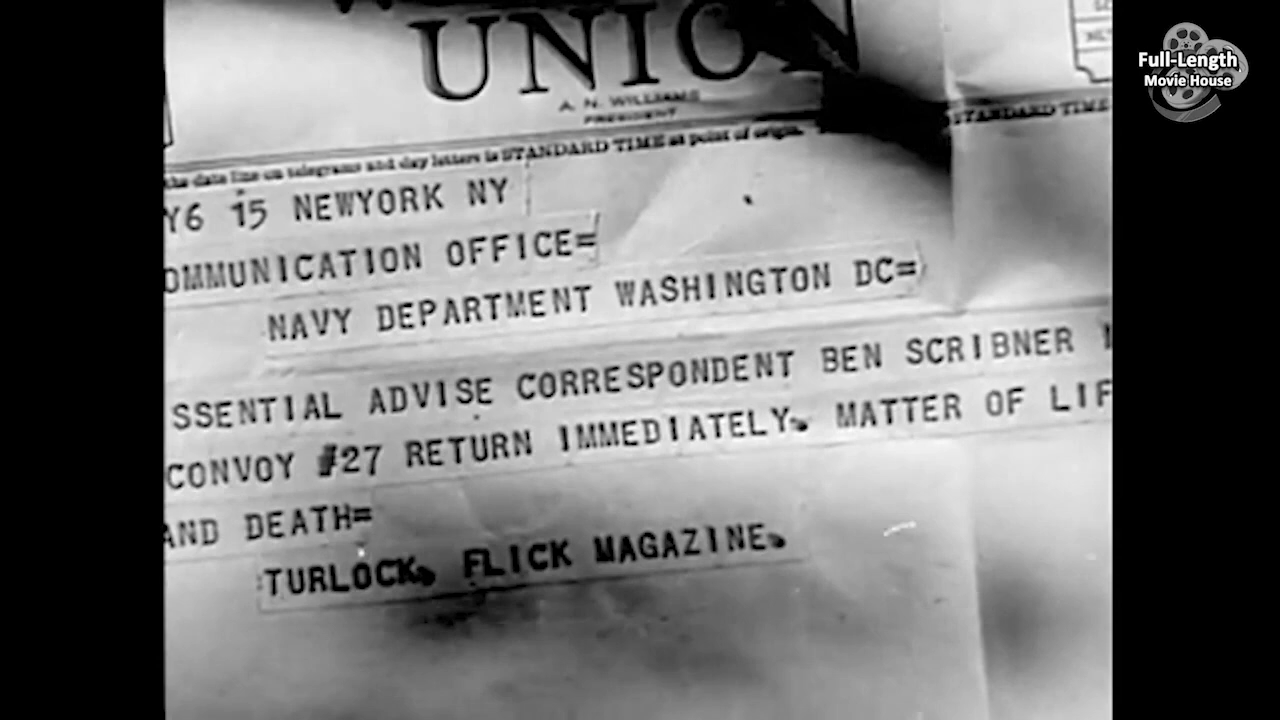 UNION
A. N. WILLIAMS
PRESIDENT
the date line on telegrams and day letters is STANDARD TIME at point of origin. STANDARD TIME
Y6 15 NEWYORK NY
OMMUNICATION OFFICE=
NAVY DEPARTMENT WASHINGTON DC=
SSENTIAL ADVISE CORRESPONDENT BEN SCRIBNER
CONVOY #27 RETURN IMMEDIATELY. MATTER OF LIF
AND DEATH=
TURLOCK. FLICK MAGAZINE.
Full-Length
Movie House